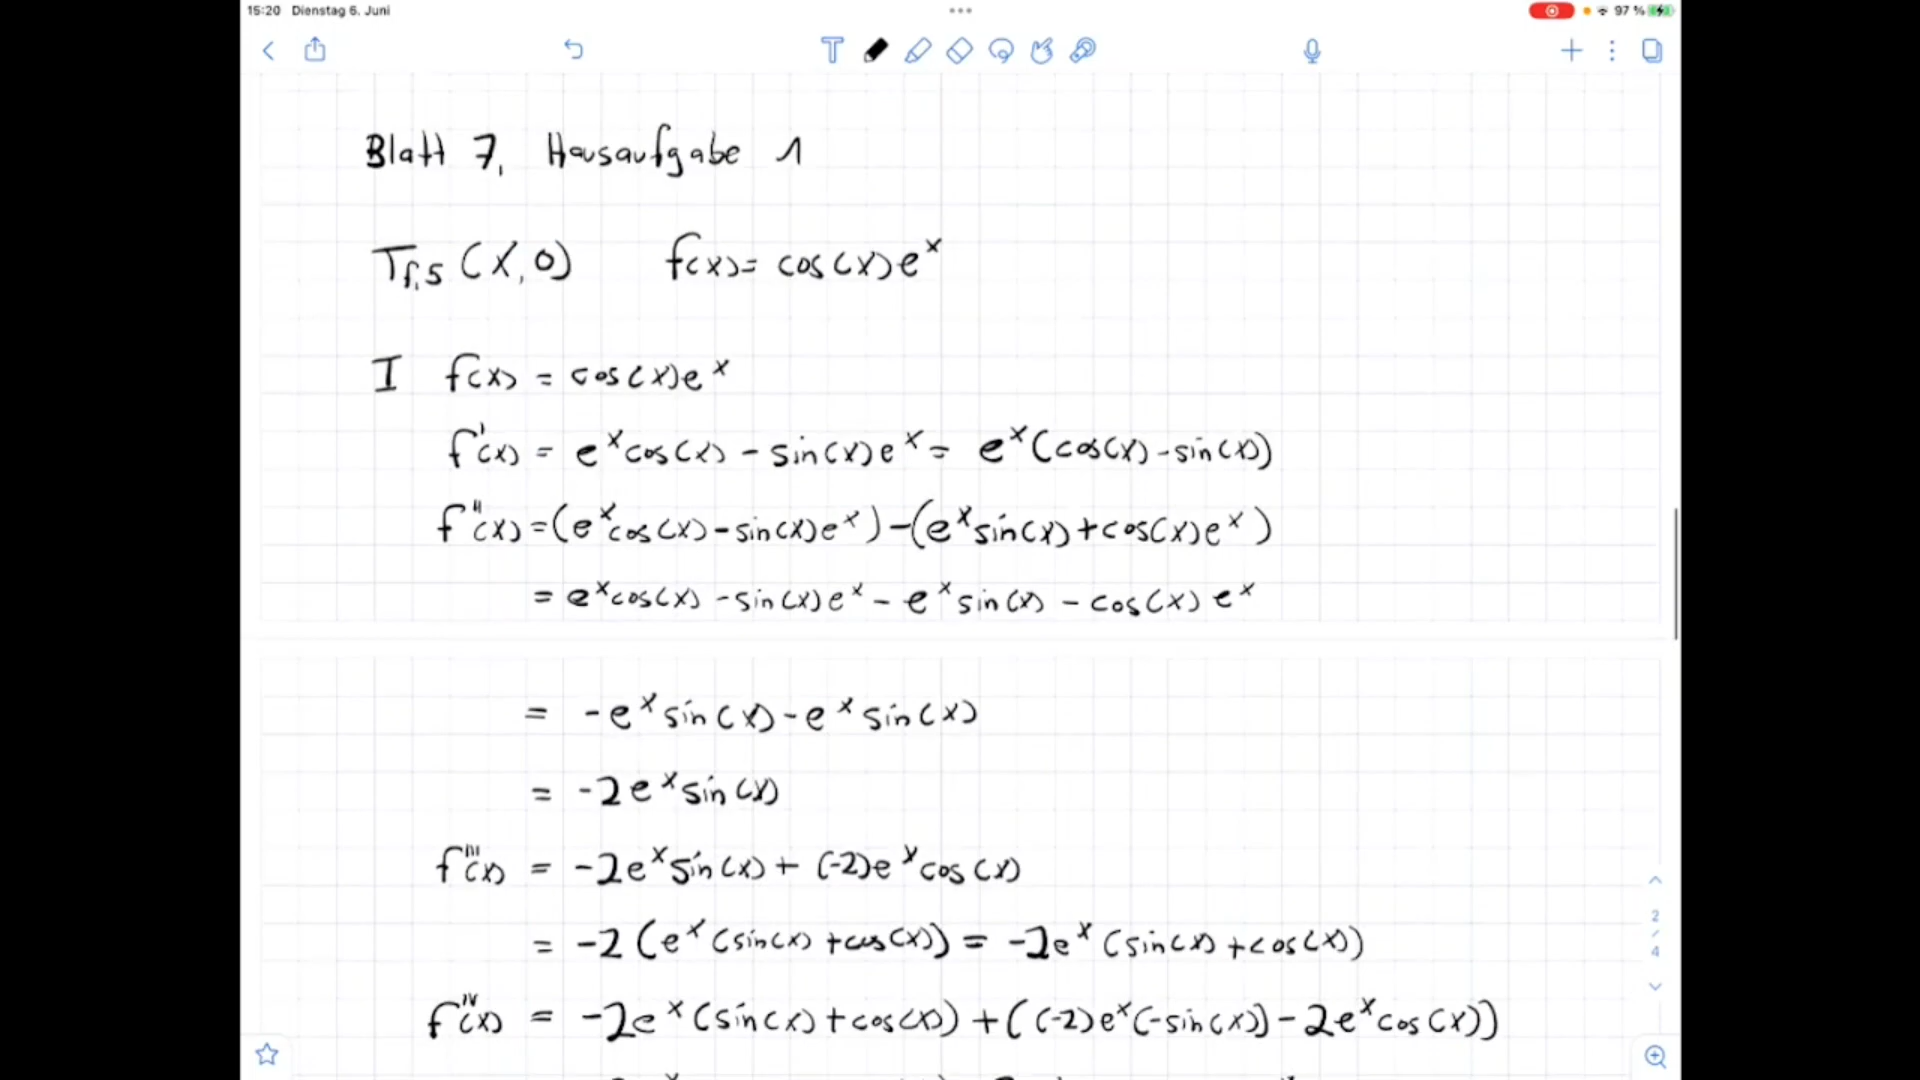 15:20 Dienstag 6. Juni
97 %
Blatt 7, Hausaufgabe 1
T_{f,5} (x,0) f(x)= cos(x)e^x
I f(x) = cos(x)e^x
f'(x) = e^x cos(x) - sin(x)e^x = e^x(cos(x)-sin(x))
f''(x) =(e^x cos(x)-sin(x)e^x)-(e^x sin(x)+cos(x)e^x)
= e^x cos(x) -sin(x)e^x - e^x sin(x) - cos(x) e^x
= -e^x sin(x)-e^x sin(x)
= -2e^x sin(x)
f'''(x) = -2e^x sin(x)+ (-2)e^x cos(x)
= -2(e^x(sin(x)+cos(x))) = -2e^x(sin(x)+cos(x))
f^{IV}(x) = -2e^x(sin(x)+cos(x))+((-2)e^x(-sin(x))-2e^x cos(x))
2
/
4